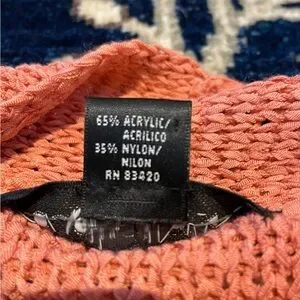 65% ACRYLIC/
ACRILICO
35% NYLON/
NILON
RN 83420